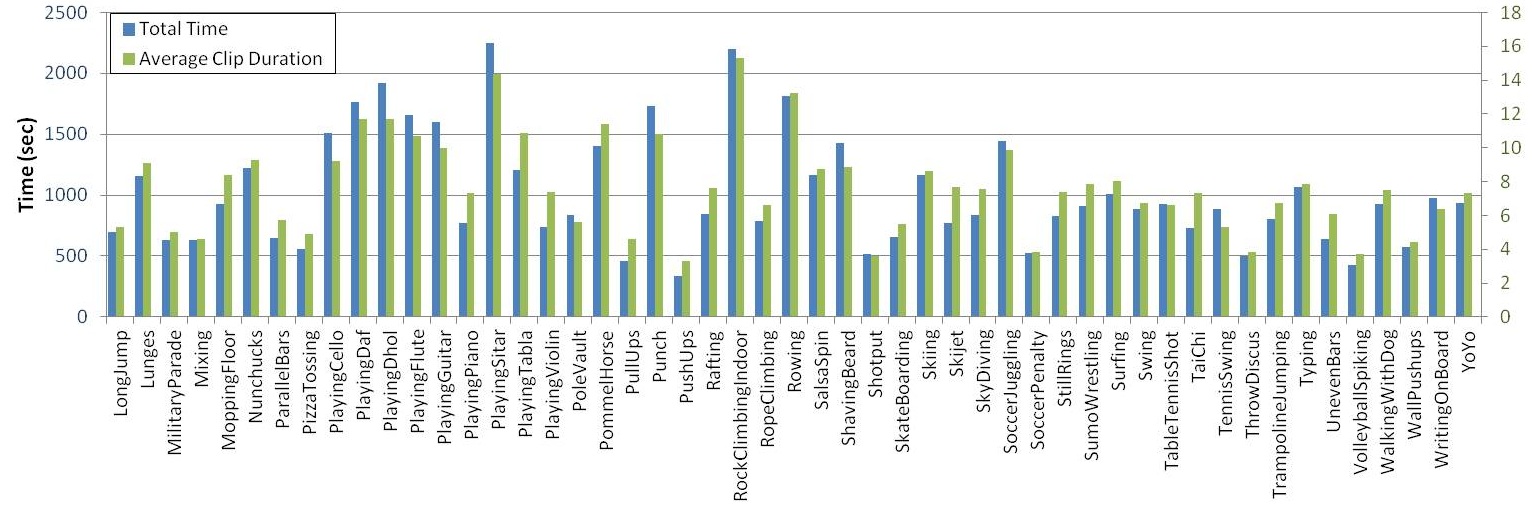 Time (sec)
2500
2000
1500
1000
500
0
Total Time
Average Clip Duration
18
16
14
12
10
8
6
4
2
0
LongJump
Lunges
MilitaryParade
Mixing
MoppingFloor
Nunchucks
ParallelBars
PizzaTossing
PlayingCello
PlayingDaf
PlayingDhol
PlayingFlute
PlayingGuitar
PlayingPiano
PlayingSitar
PlayingTabla
PlayingViolin
PoleVault
PommelHorse
PullUps
Punch
PushUps
Rafting
RockClimbingIndoor
RopeClimbing
Rowing
SalsaSpin
ShavingBeard
Shotput
SkateBoarding
Skiing
Skijet
SkyDiving
SoccerJuggling
SoccerPenalty
StillRings
SumoWrestling
Surfing
Swing
TableTennisShot
TaiChi
TennisSwing
ThrowDiscus
TrampolineJumping
Typing
UnevenBars
VolleyballSpiking
WalkingWithDog
WallPushups
WritingOnBoard
YoYo